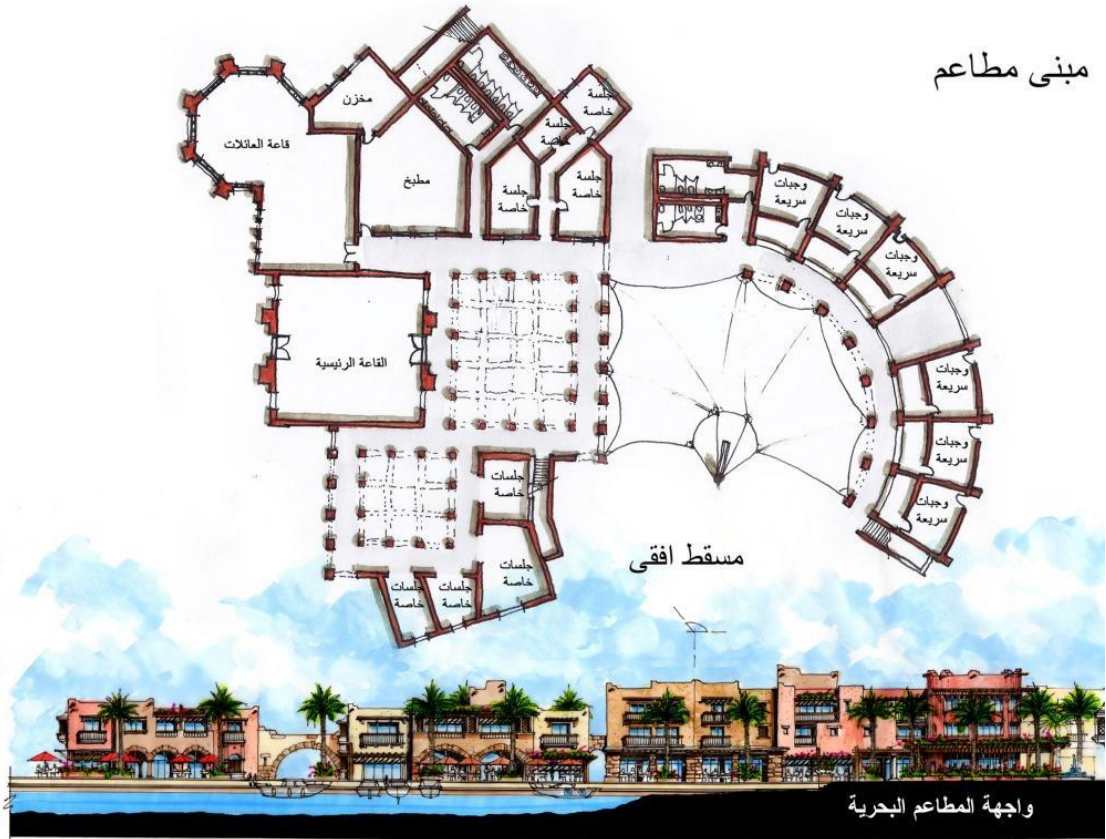 مبنى مطاعم
مخزن
قاعة العائلات
مطبخ
جلسة
خاصة
جلسة
خاصة
جلسة
خاصة
جلسة
خاصة
وجبات
سريعة
وجبات
سريعة
وجبات
سريعة
القاعة الرئيسية
وجبات
سريعة
وجبات
سريعة
وجبات
سريعة
جلسات
خاصة
جلسات
خاصة
جلسات
خاصة
جلسات
خاصة
مسقط افقى
واجهة المطاعم البحرية